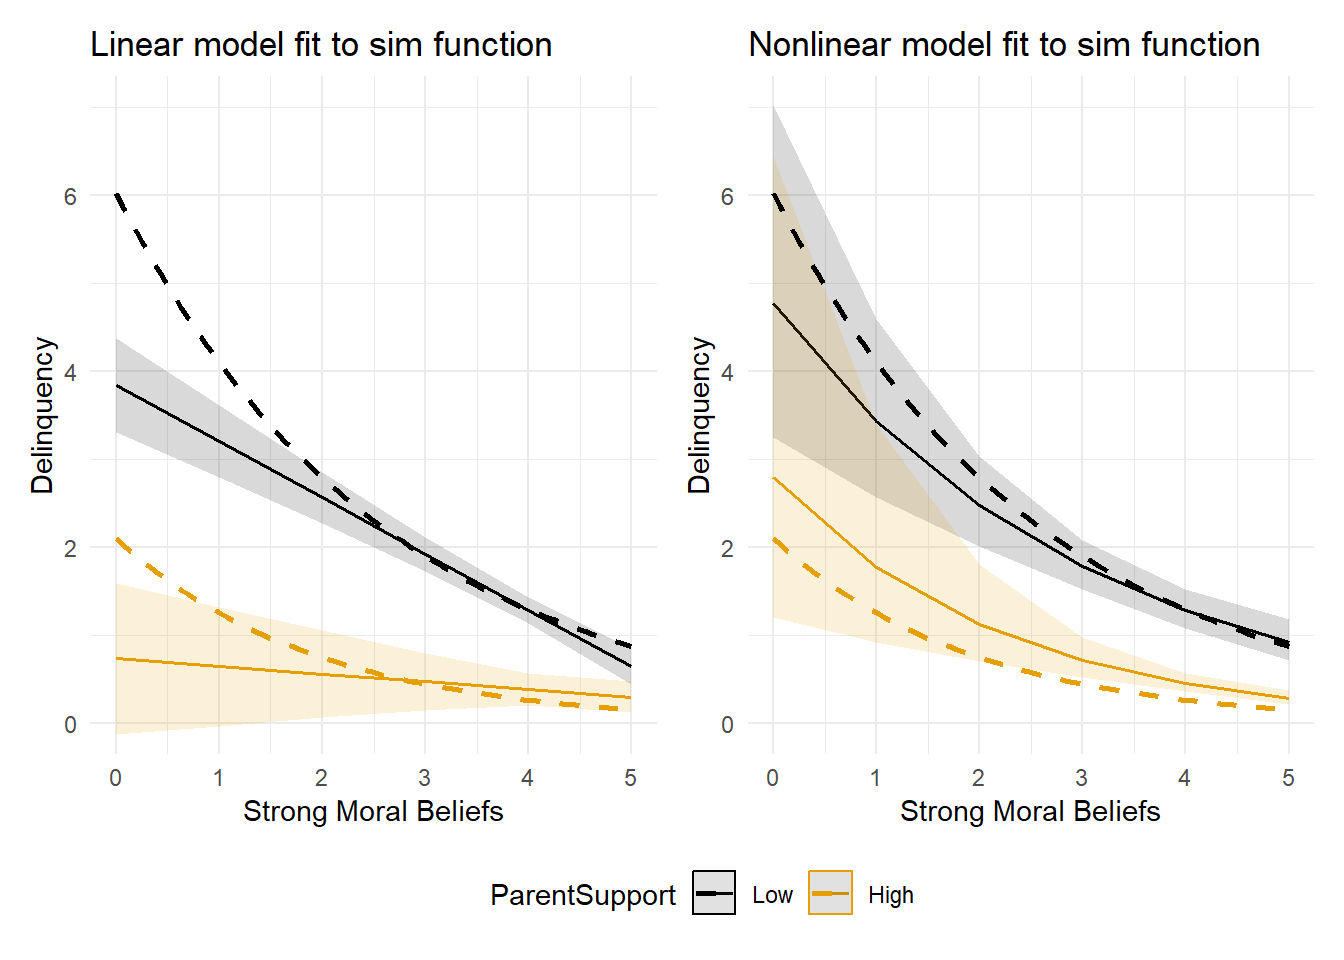 Linear model fit to sim function
Nonlinear model fit to sim function
Delinquency
6
4
2
0
0 1 2 3 4 5
Strong Moral Beliefs
Delinquency
6
4
2
0
0 1 2 3 4 5
Strong Moral Beliefs
ParentSupport Low High